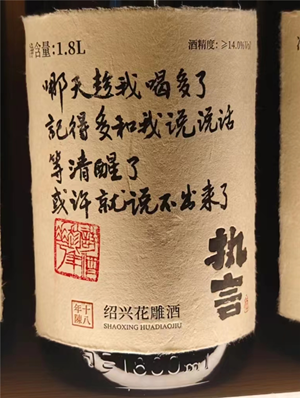 净含量:1.8L
酒精度: ≥14.0%vol
哪天趁我喝多了
記得多和我说说话
等清醒了
或许就说不出来了
执言
十八
年陳
绍兴花雕酒
SHAOXING HUADIAOJIU